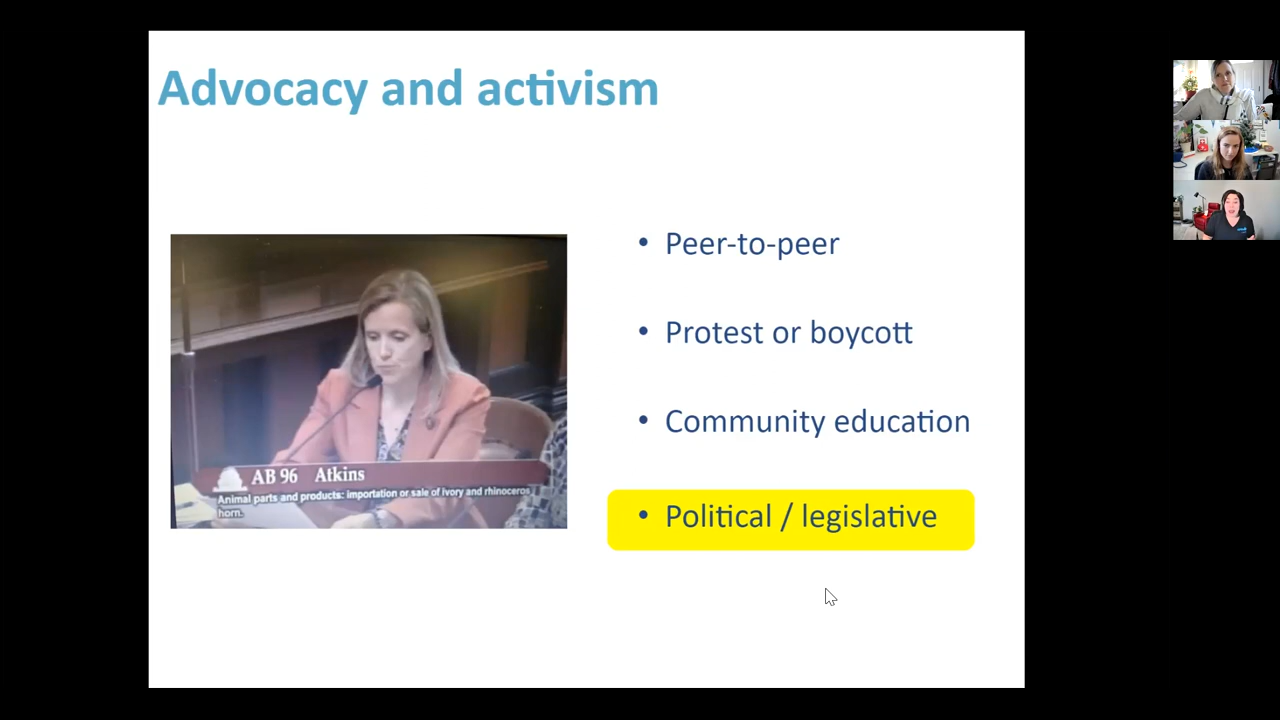 Advocacy and activism
Peer-to-peer
Protest or boycott
Community education
Political / legislative
AB 96 Atkins
Animal parts and products: importation or sale of ivory and rhinoceros
horn.